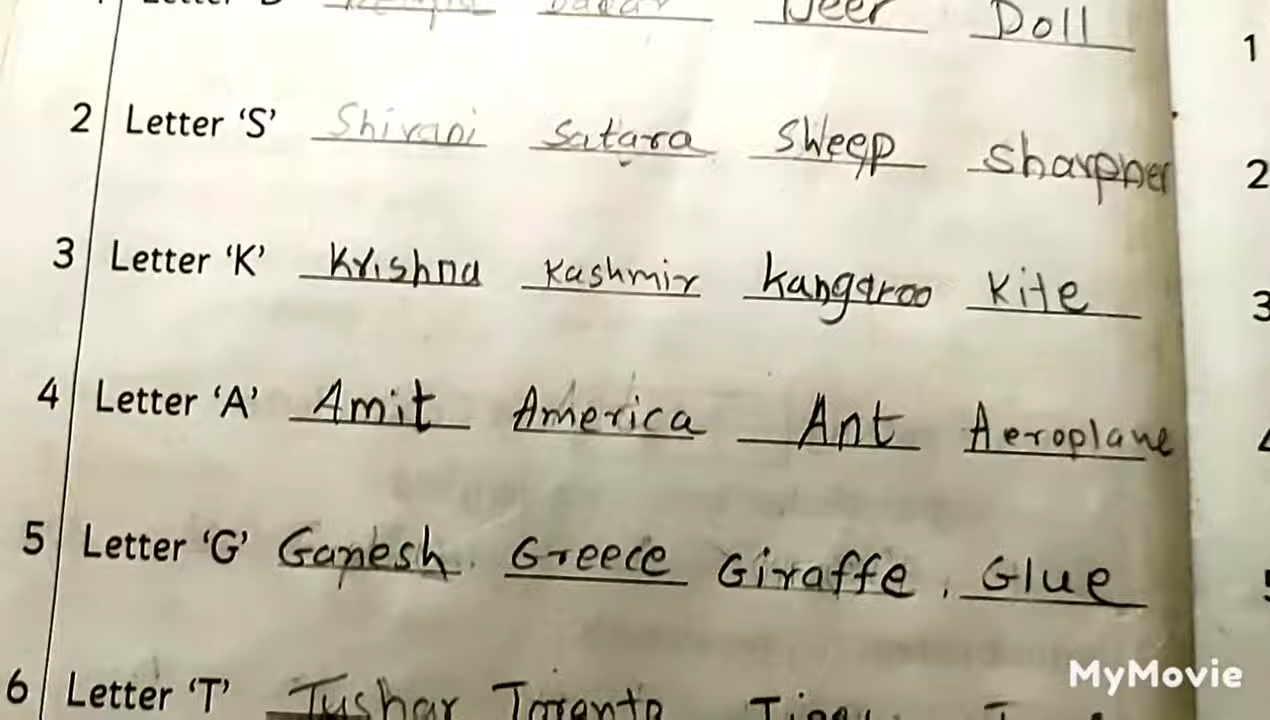 Deer Doll
1
2 Letter 'S' Shivani Satara Sweep sharpner
2
3 Letter 'K' Krishna Kashmir kangaroo Kite
3
4 Letter 'A' Amit America Ant Aeroplane
5 Letter 'G' Ganesh. Greece Giraffe, Glue
6 Letter 'T' Tushar Toronto
MyMovie